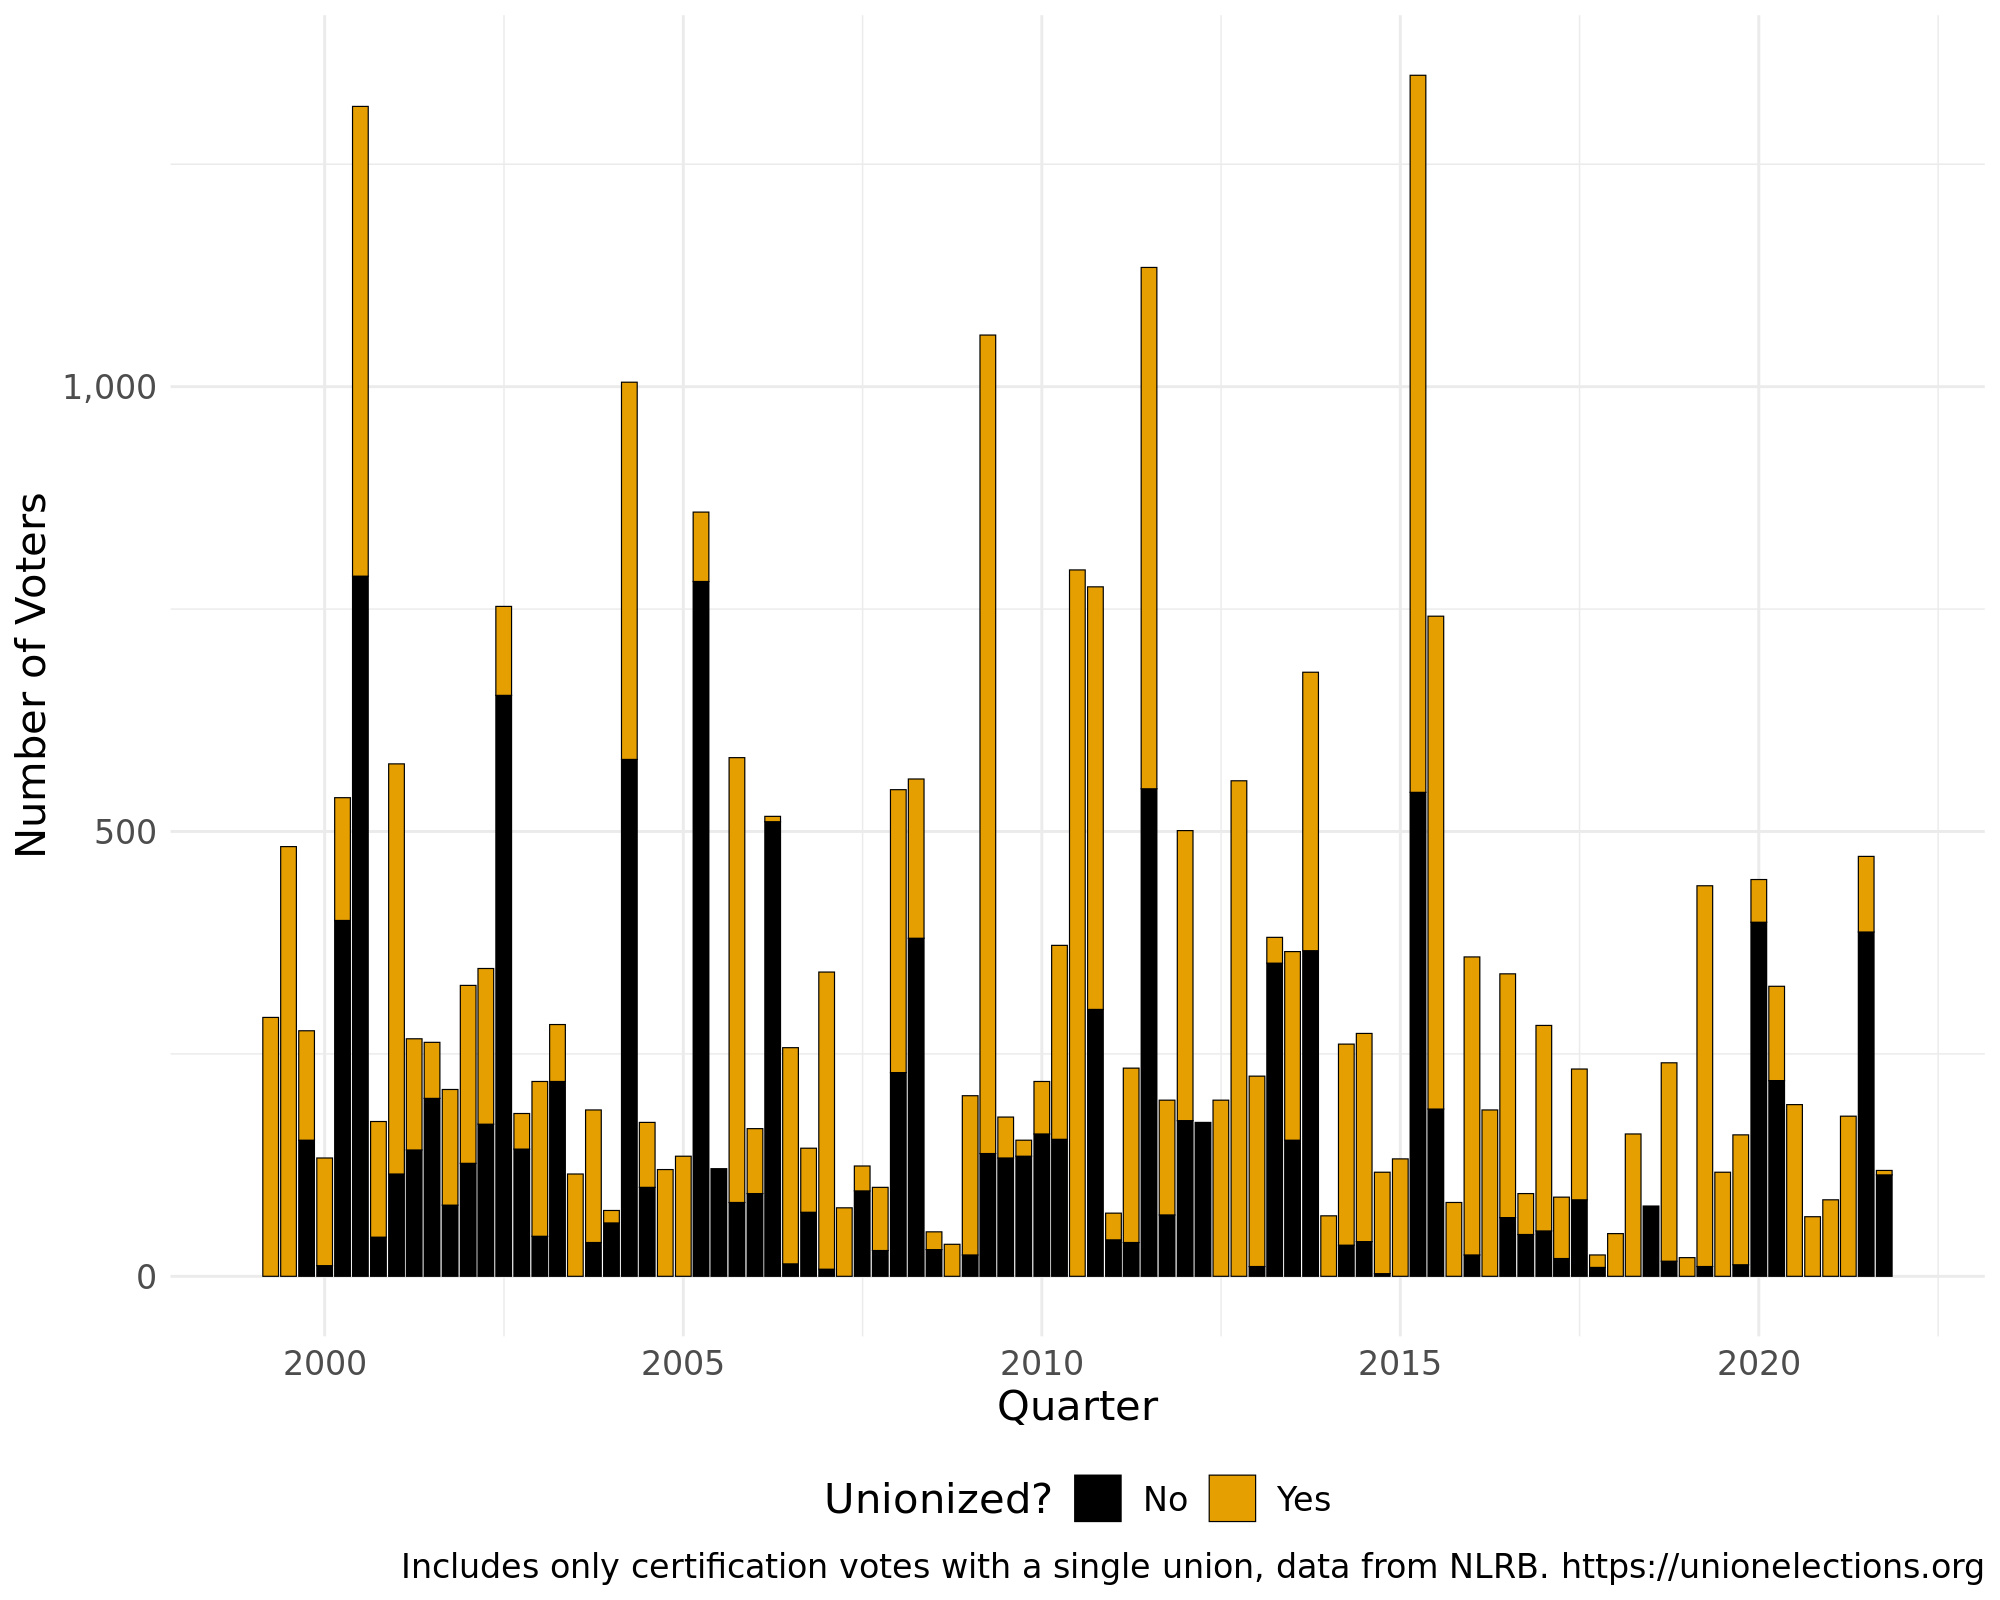 Number of Voters
1,000
500
0
2000 2005 2010 2015 2020
Quarter
Unionized? No Yes
Includes only certification votes with a single union, data from NLRB. https://unionelections.org